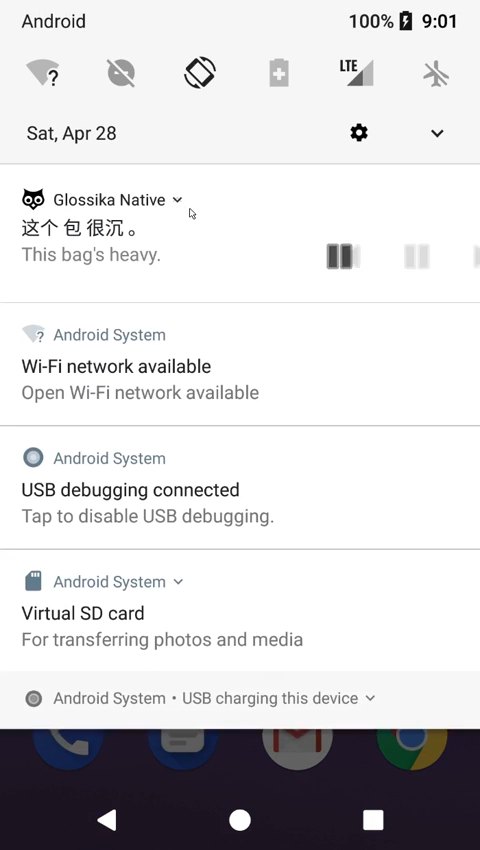 Android
100% 9:01
?
LTE
Sat, Apr 28
Glossika Native
这个 包 很沉 。
This bag's heavy.
? Android System
Wi-Fi network available
Open Wi-Fi network available
Android System
USB debugging connected
Tap to disable USB debugging.
Android System
Virtual SD card
For transferring photos and media
Android System • USB charging this device